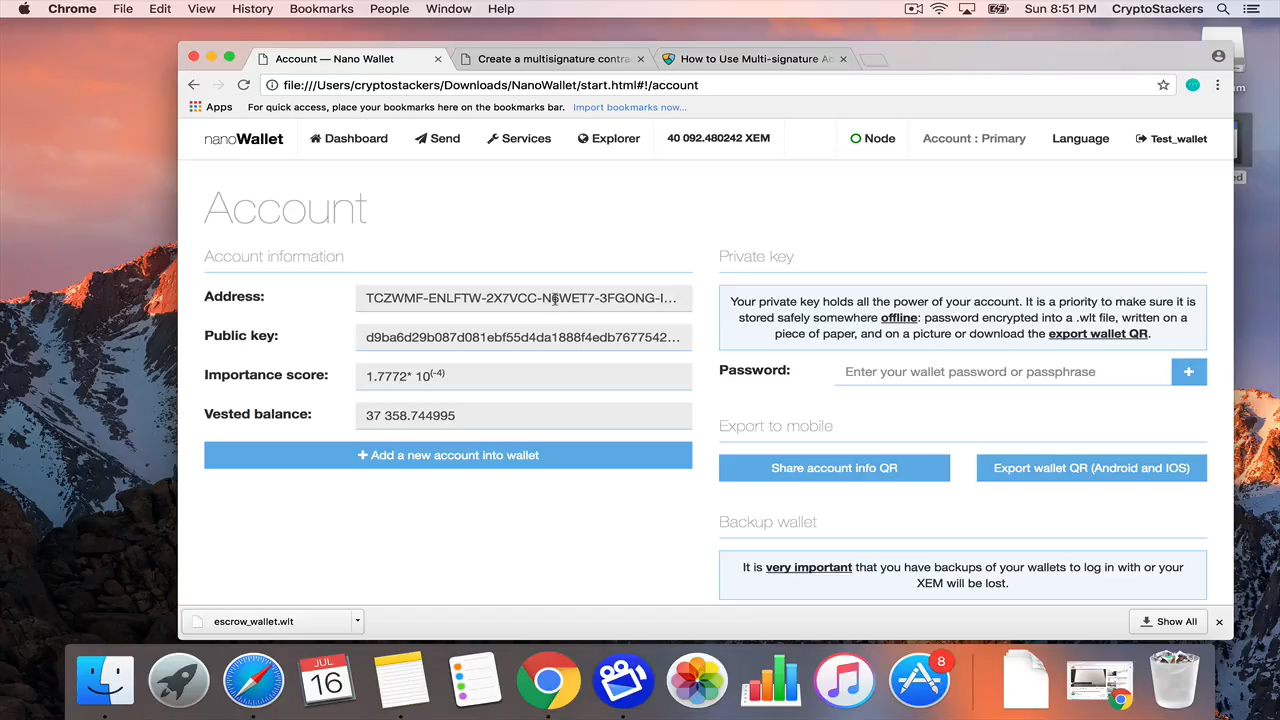 Chrome File Edit View History Bookmarks People Window Help Sun 8:51 PM CryptoStackers
Account — Nano Wallet Create a multisignature contra How to Use Multi-signature Ac
file:///Users/cryptostackers/Downloads/NanoWallet/start.html#!/account
Apps For quick access, place your bookmarks here on the bookmarks bar. Import bookmarks now...
nanoWallet Dashboard Send Services Explorer 40 092.480242 XEM Node Account : Primary Language Test_wallet
Account
Account information
Address: TCZWMF-ENLFTW-2X7VCC-N6WET7-3FGONG-I...
Public key: d9ba6d29b087d081ebf55d4da1888f4edb7677542...
Importance score: 1.7772* 10(-4)
Vested balance: 37 358.744995
+ Add a new account into wallet
Private key
Your private key holds all the power of your account. It is a priority to make sure it
is stored safely somewhere offline: password encrypted into a .wlt file, written on a
piece of paper, and on a picture or download the export wallet QR.
Password: Enter your wallet password or passphrase +
Export to mobile
Share account info QR Export wallet QR (Android and IOS)
Backup wallet
It is very important that you have backups of your wallets to log in with or your
XEM will be lost.
escrow_wallet.wlt Show All
JUL
16
8